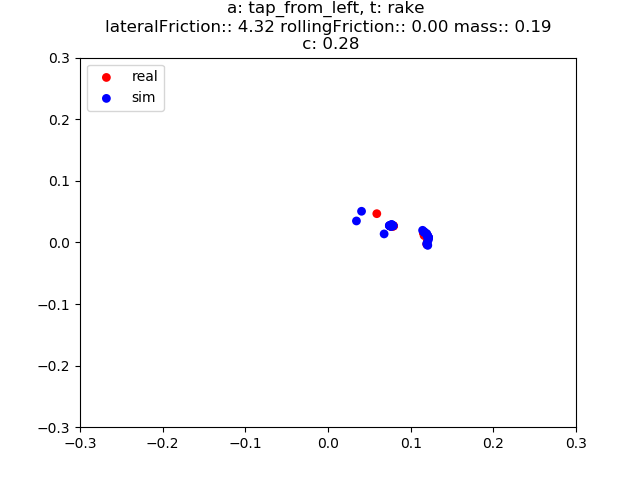 a: tap_from_left, t: rake
lateralFriction:: 4.32 rollingFriction:: 0.00 mass:: 0.19
c: 0.28
real
sim
0.3
0.2
0.1
0.0
−0.1
−0.2
−0.3
−0.3
−0.2
−0.1
0.0
0.1
0.2
0.3